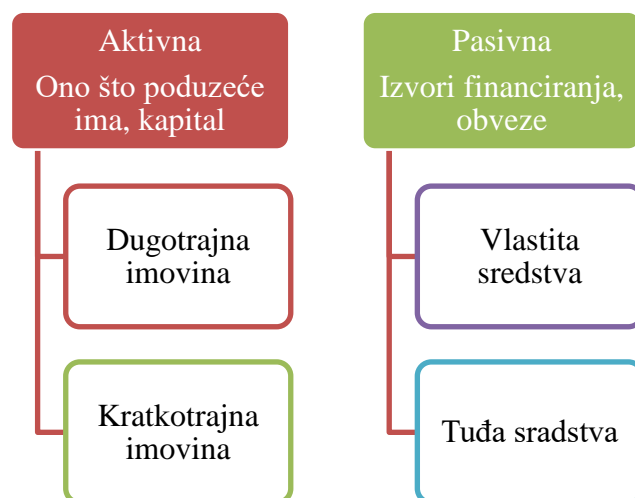 Aktivna
Ono što poduzeće
ima, kapital
Dugotrajna
imovina
Kratkotrajna
imovina
Pasivna
Izvori financiranja,
obveze
Vlastita
sredstva
Tuđa sradstva